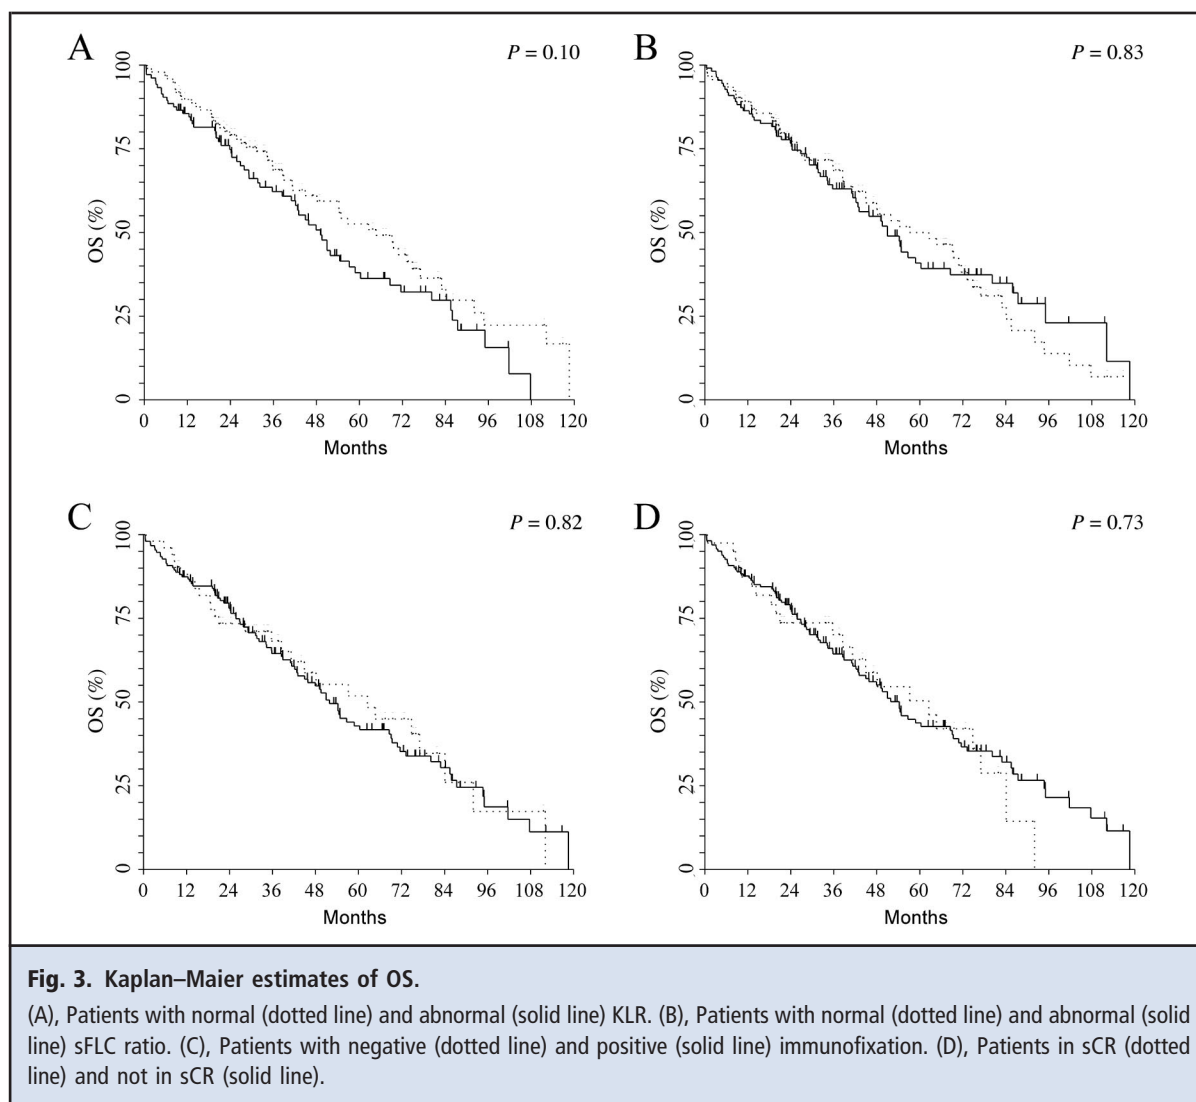 A
P = 0.10
100
75
50
25
0
OS (%)
0 12 24 36 48 60 72 84 96 108 120
Months
B
P = 0.83
100
75
50
25
0
OS (%)
0 12 24 36 48 60 72 84 96 108 120
Months
C
P = 0.82
100
75
50
25
0
OS (%)
0 12 24 36 48 60 72 84 96 108 120
Months
D
P = 0.73
100
75
50
25
0
OS (%)
0 12 24 36 48 60 72 84 96 108 120
Months
Fig. 3. Kaplan–Maier estimates of OS.
(A), Patients with normal (dotted line) and abnormal (solid line) KLR. (B), Patients with normal (dotted line) and abnormal (solid
line) sFLC ratio. (C), Patients with negative (dotted line) and positive (solid line) immunofixation. (D), Patients in sCR (dotted
line) and not in sCR (solid line).